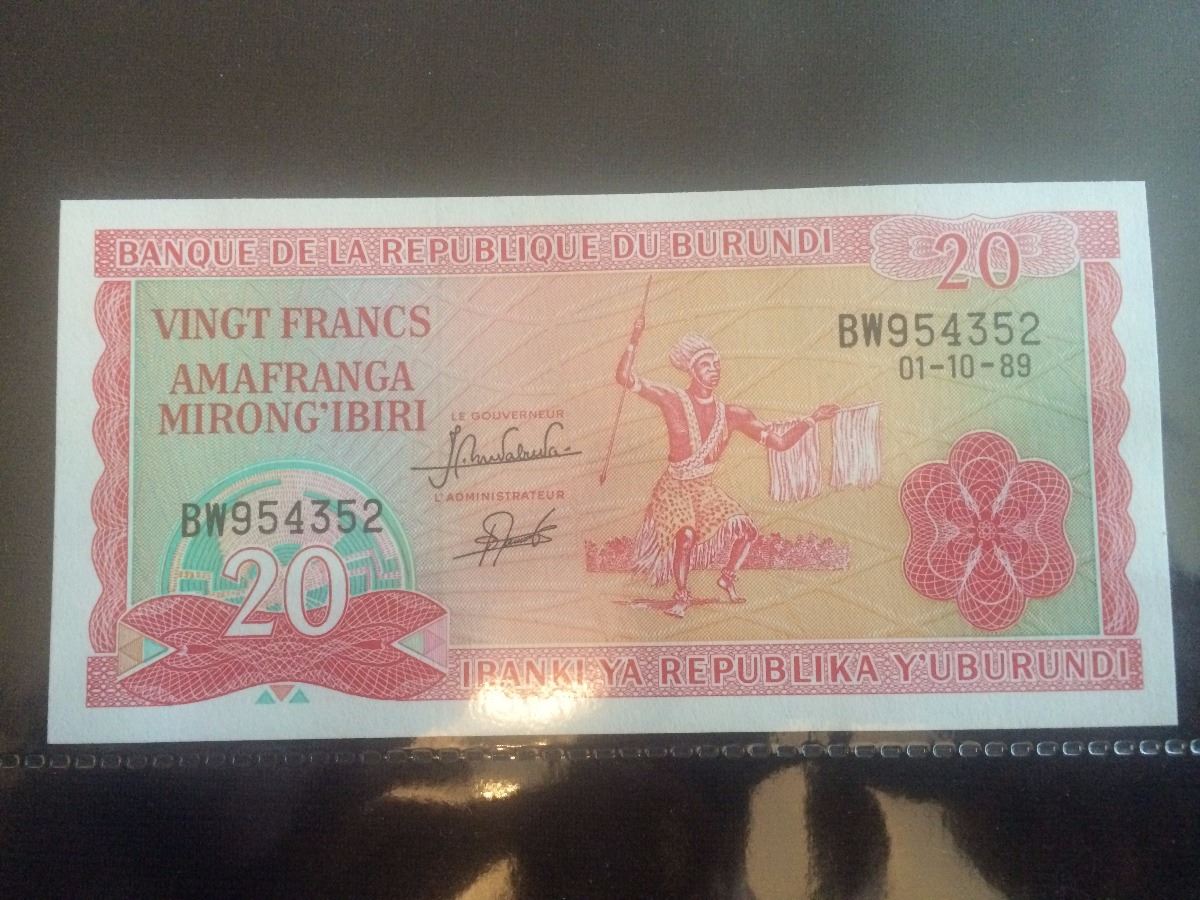 BANQUE DE LA REPUBLIQUE DU BURUNDI
20
VINGT FRANCS
AMAFRANGA
MIRONG'IBIRI
BW954352
01-10-89
LE GOUVERNEUR
L'ADMINISTRATEUR
BW954352
20
IBANKI YA REPUBLIKA Y'UBURUNDI